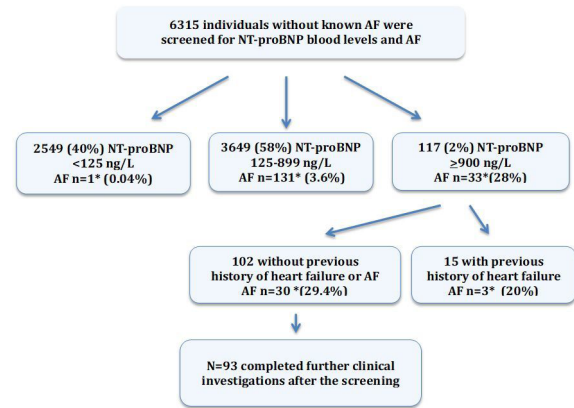 6315 individuals without known AF were
screened for NT-proBNP blood levels and AF
2549 (40%) NT-proBNP
<125 ng/L
AF n=1* (0.04%)
3649 (58%) NT-proBNP
125-899 ng/L
AF n=131* (3.6%)
117 (2%) NT-proBNP
≥900 ng/L
AF n=33*(28%)
102 without previous
history of heart failure or AF
AF n=30 *(29.4%)
15 with previous
history of heart failure
AF n=3* (20%)
N=93 completed further clinical
investigations after the screening